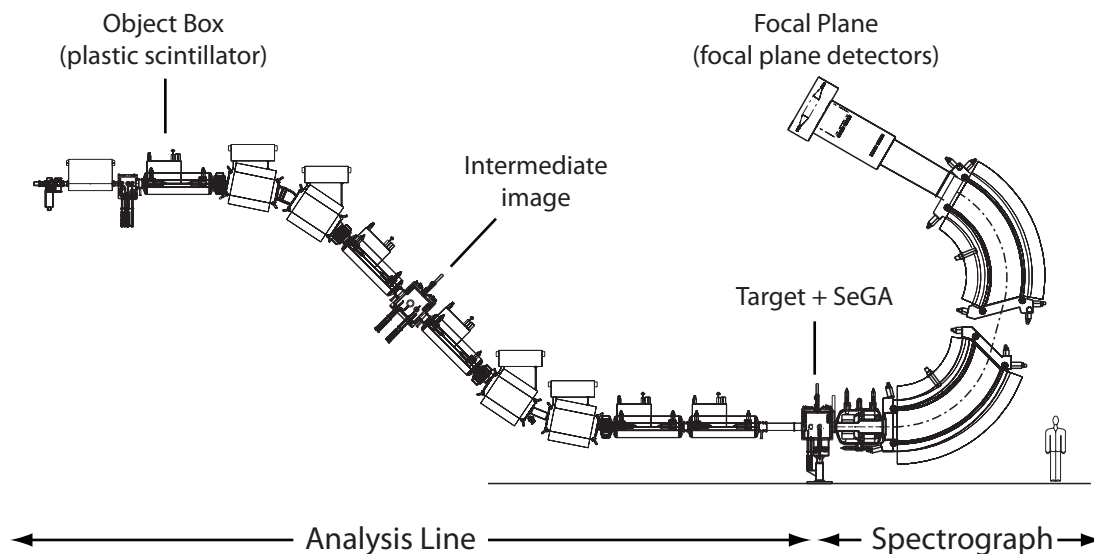 Object Box
(plastic scintillator)
Focal Plane
(focal plane detectors)
Intermediate
image
Target + SeGA
Analysis Line
Spectrograph